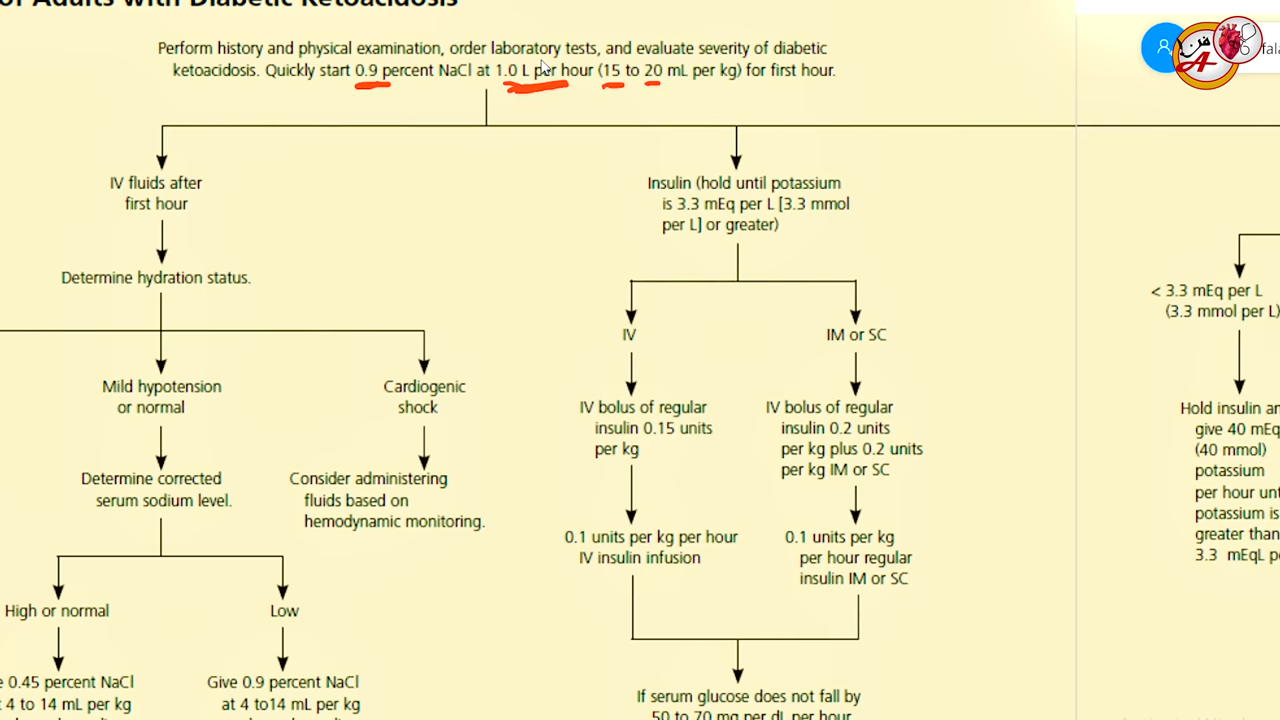 of Adults with Diabetic Ketoacidosis
Perform history and physical examination, order laboratory tests, and evaluate severity of diabetic
ketoacidosis. Quickly start 0.9 percent NaCl at 1.0 L per hour (15 to 20 mL per kg) for first hour.
IV fluids after
first hour
Determine hydration status.
Mild hypotension
or normal
Cardiogenic
shock
Determine corrected
serum sodium level.
Consider administering
fluids based on
hemodynamic monitoring.
High or normal
Low
0.45 percent NaCl
4 to 14 mL per kg
Give 0.9 percent NaCl
at 4 to14 mL per kg
Insulin (hold until potassium
is 3.3 mEq per L [3.3 mmol
per L] or greater)
IV
IM or SC
IV bolus of regular
insulin 0.15 units
per kg
IV bolus of regular
insulin 0.2 units
per kg plus 0.2 units
per kg IM or SC
0.1 units per kg per hour
IV insulin infusion
0.1 units per kg
per hour regular
insulin IM or SC
If serum glucose does not fall by
50 to 70 mg per dL per hour
< 3.3 mEq per L
(3.3 mmol per L)
Hold insulin an
give 40 mEq
(40 mmol)
potassium
per hour unt
potassium is
greater than
3.3 mEqL pe
fala